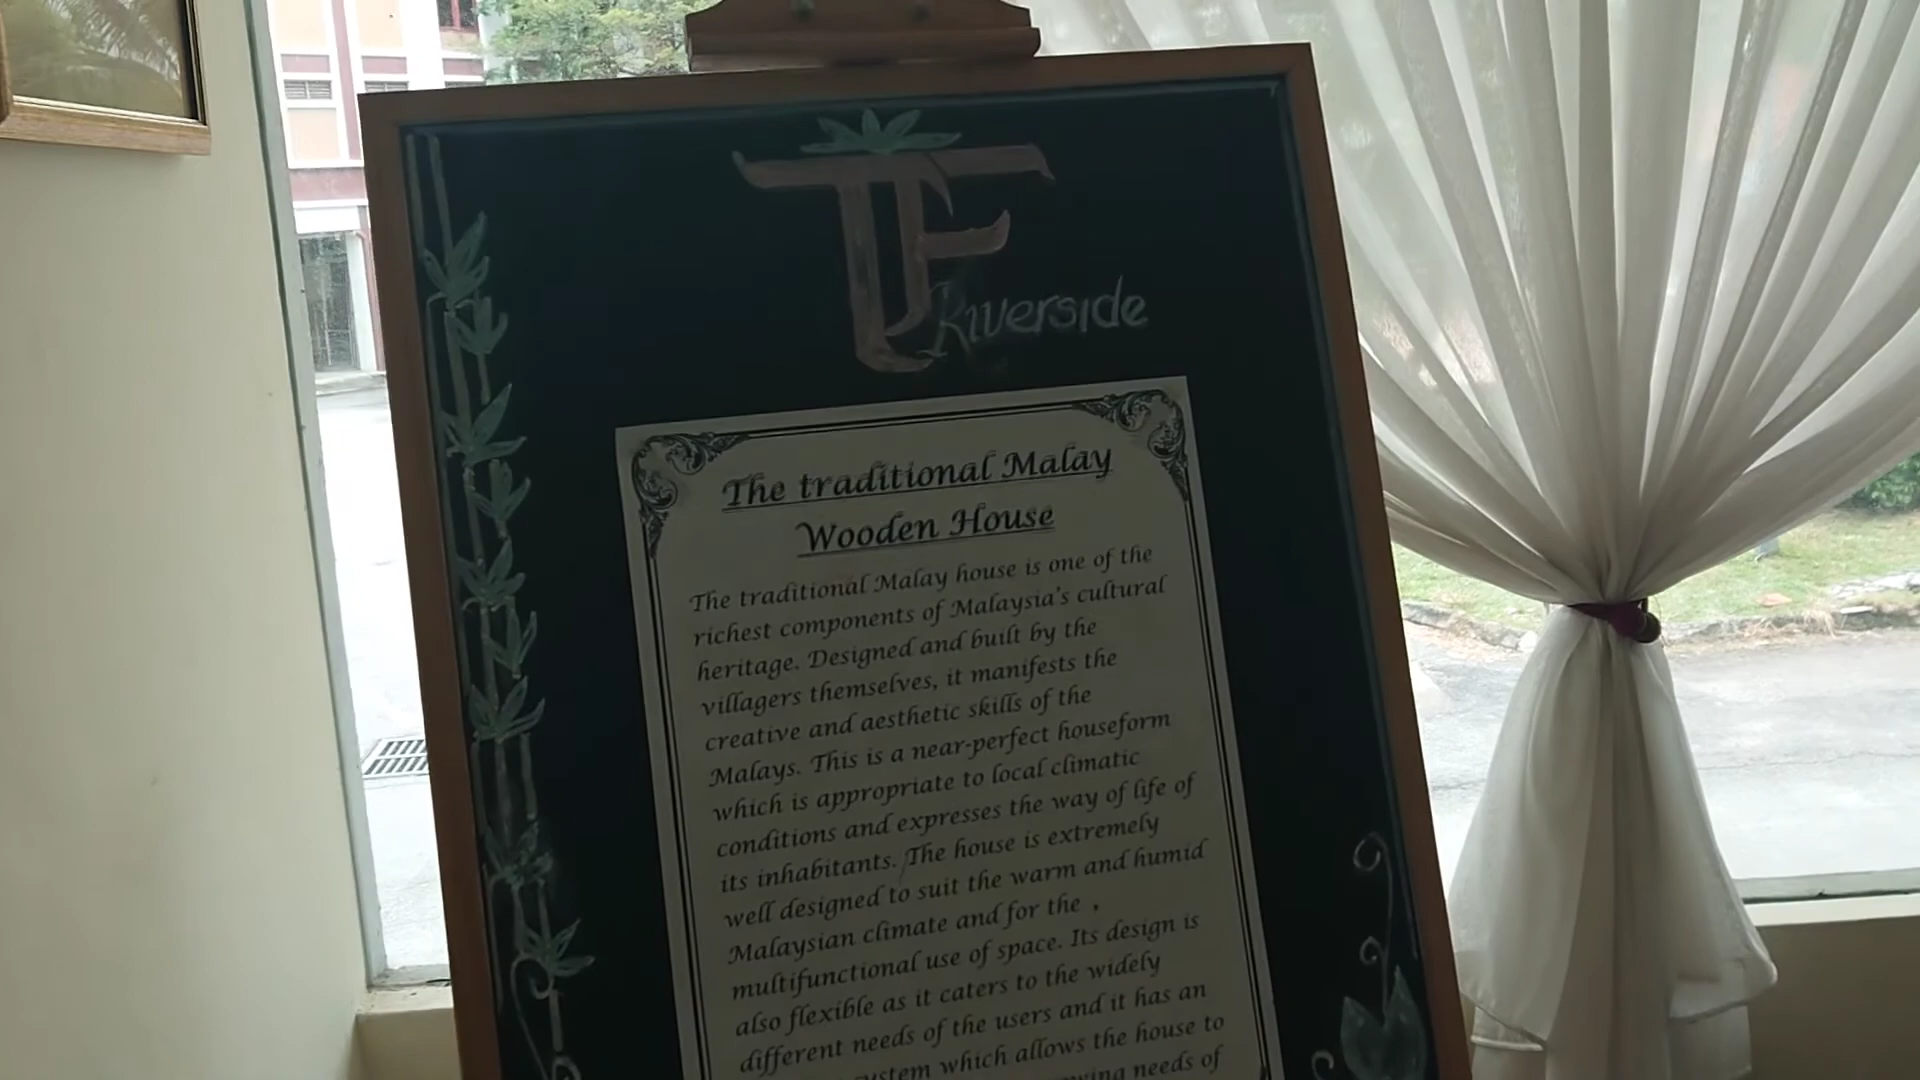 TF
Riverside
The traditional Malay
Wooden House
The traditional Malay house is one of the
richest components of Malaysia's cultural
heritage. Designed and built by the
villagers themselves, it manifests the
creative and aesthetic skills of the
Malays. This is a near-perfect houseform
which is appropriate to local climatic
conditions and expresses the way of life of
its inhabitants. The house is extremely
well designed to suit the warm and humid
Malaysian climate and for the ,
multifunctional use of space. Its design is
also flexible as it caters to the widely
different needs of the users and it has an
system which allows the house to
needs of